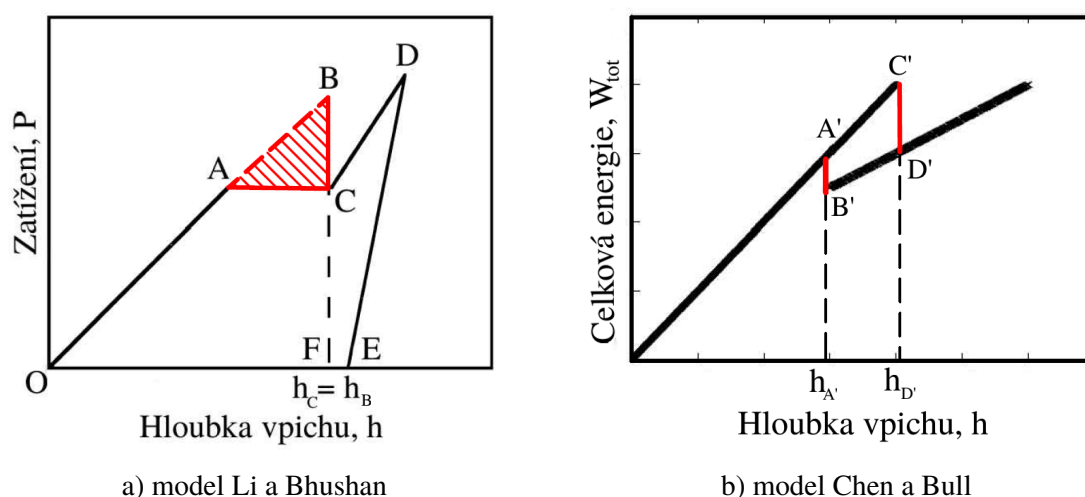 Zatížení, P
A
B
C
D
O
F
E
h_C = h_B
Hloubka vpichu, h
a) model Li a Bhushan
Celková energie, W_tot
A'
B'
C'
D'
h_A'
h_D'
Hloubka vpichu, h
b) model Chen a Bull